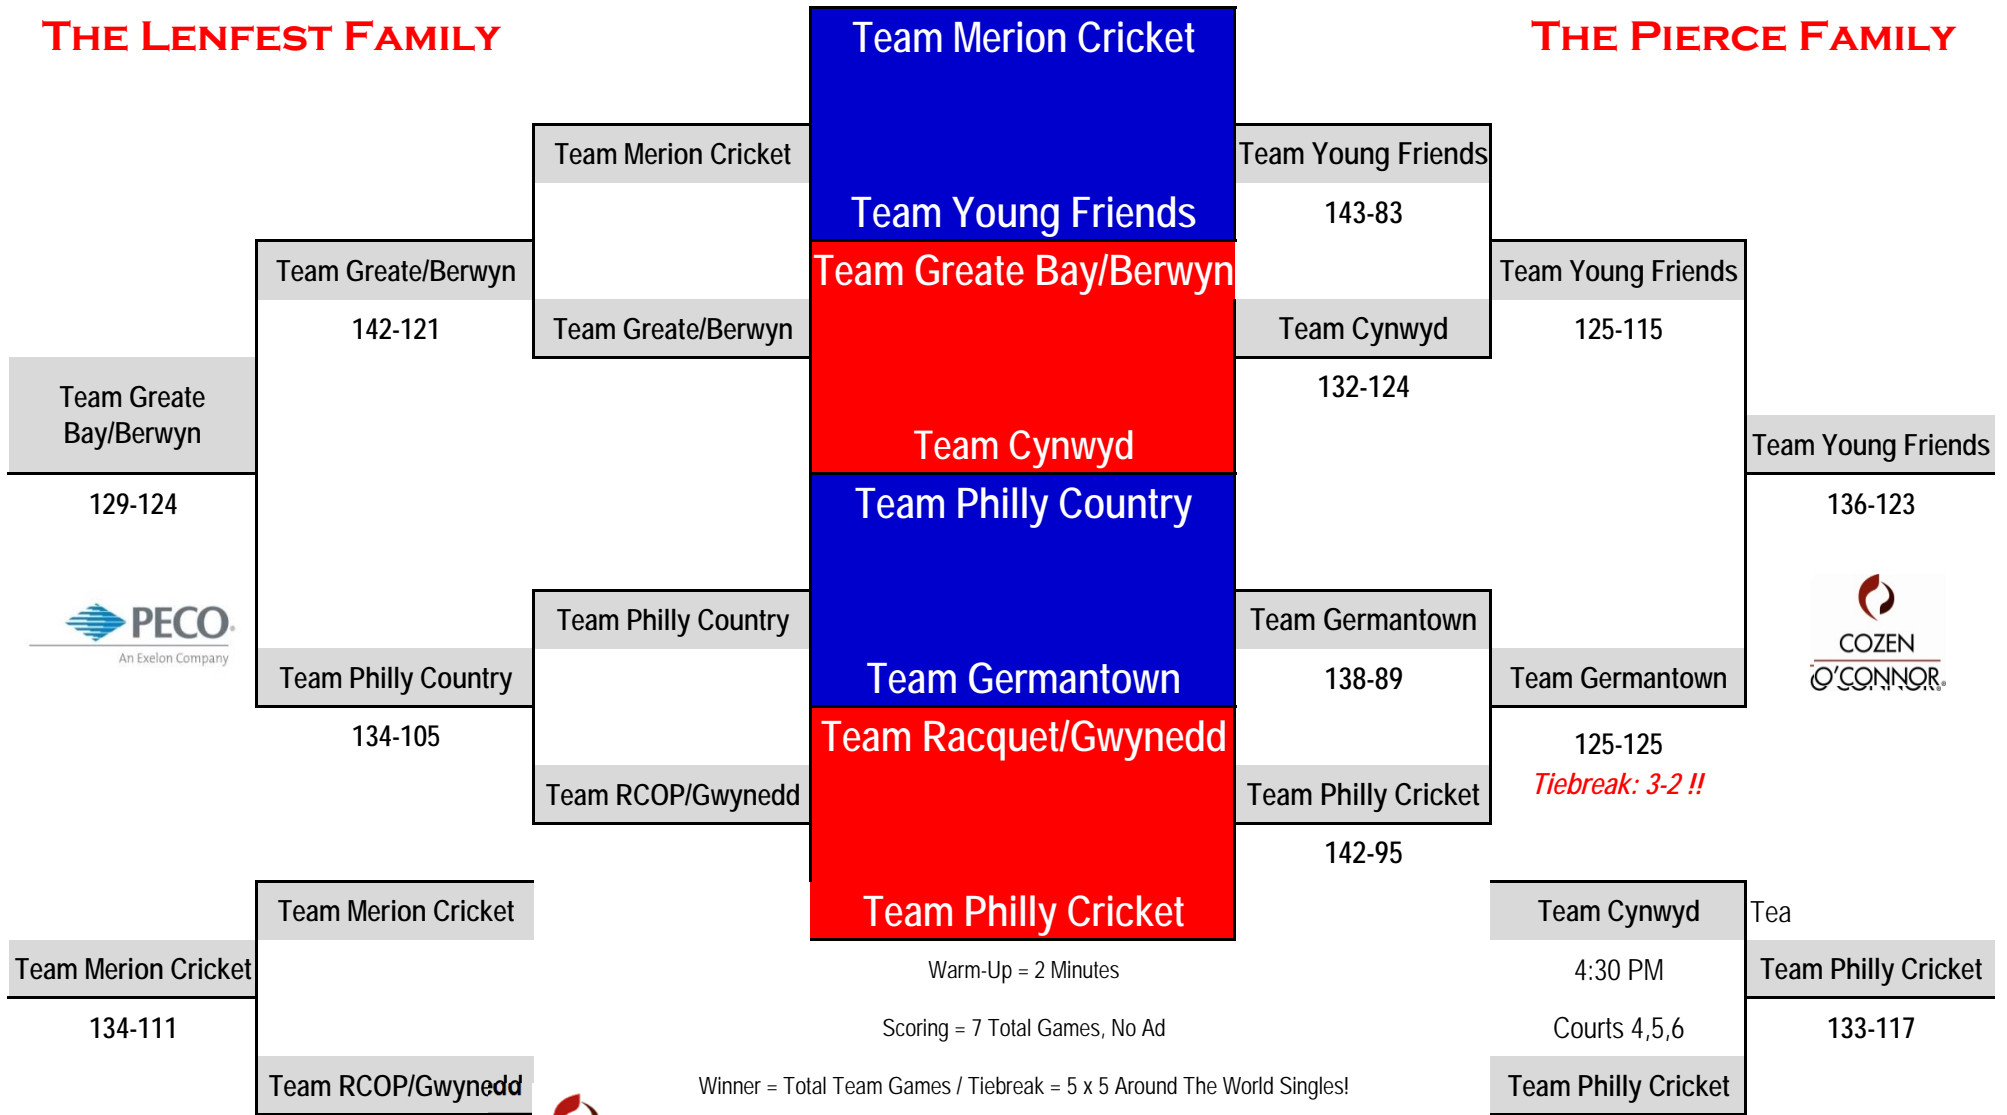 THE LENFEST FAMILY
Team Merion Cricket
THE PIERCE FAMILY
Team Merion Cricket
Team Young Friends
Team Young Friends
143-83
Team Greate/Berwyn
Team Greate Bay/Berwyn
Team Young Friends
142-121
Team Greate/Berwyn
Team Cynwyd
125-115
Team Greate
Bay/Berwyn
132-124
Team Cynwyd
Team Young Friends
129-124
Team Philly Country
136-123
PECO
An Exelon Company
Team Philly Country
Team Germantown
COZEN
O'CONNOR
Team Philly Country
Team Germantown
138-89
Team Germantown
134-105
Team Racquet/Gwynedd
125-125
Tiebreak: 3-2 !!
Team RCOP/Gwynedd
Team Philly Cricket
142-95
Team Merion Cricket
Team Philly Cricket
Team Cynwyd
Tea
Team Merion Cricket
Warm-Up = 2 Minutes
4:30 PM
Team Philly Cricket
134-111
Scoring = 7 Total Games, No Ad
Courts 4,5,6
133-117
Team RCOP/Gwynedd
Winner = Total Team Games / Tiebreak = 5 x 5 Around The World Singles!
Team Philly Cricket